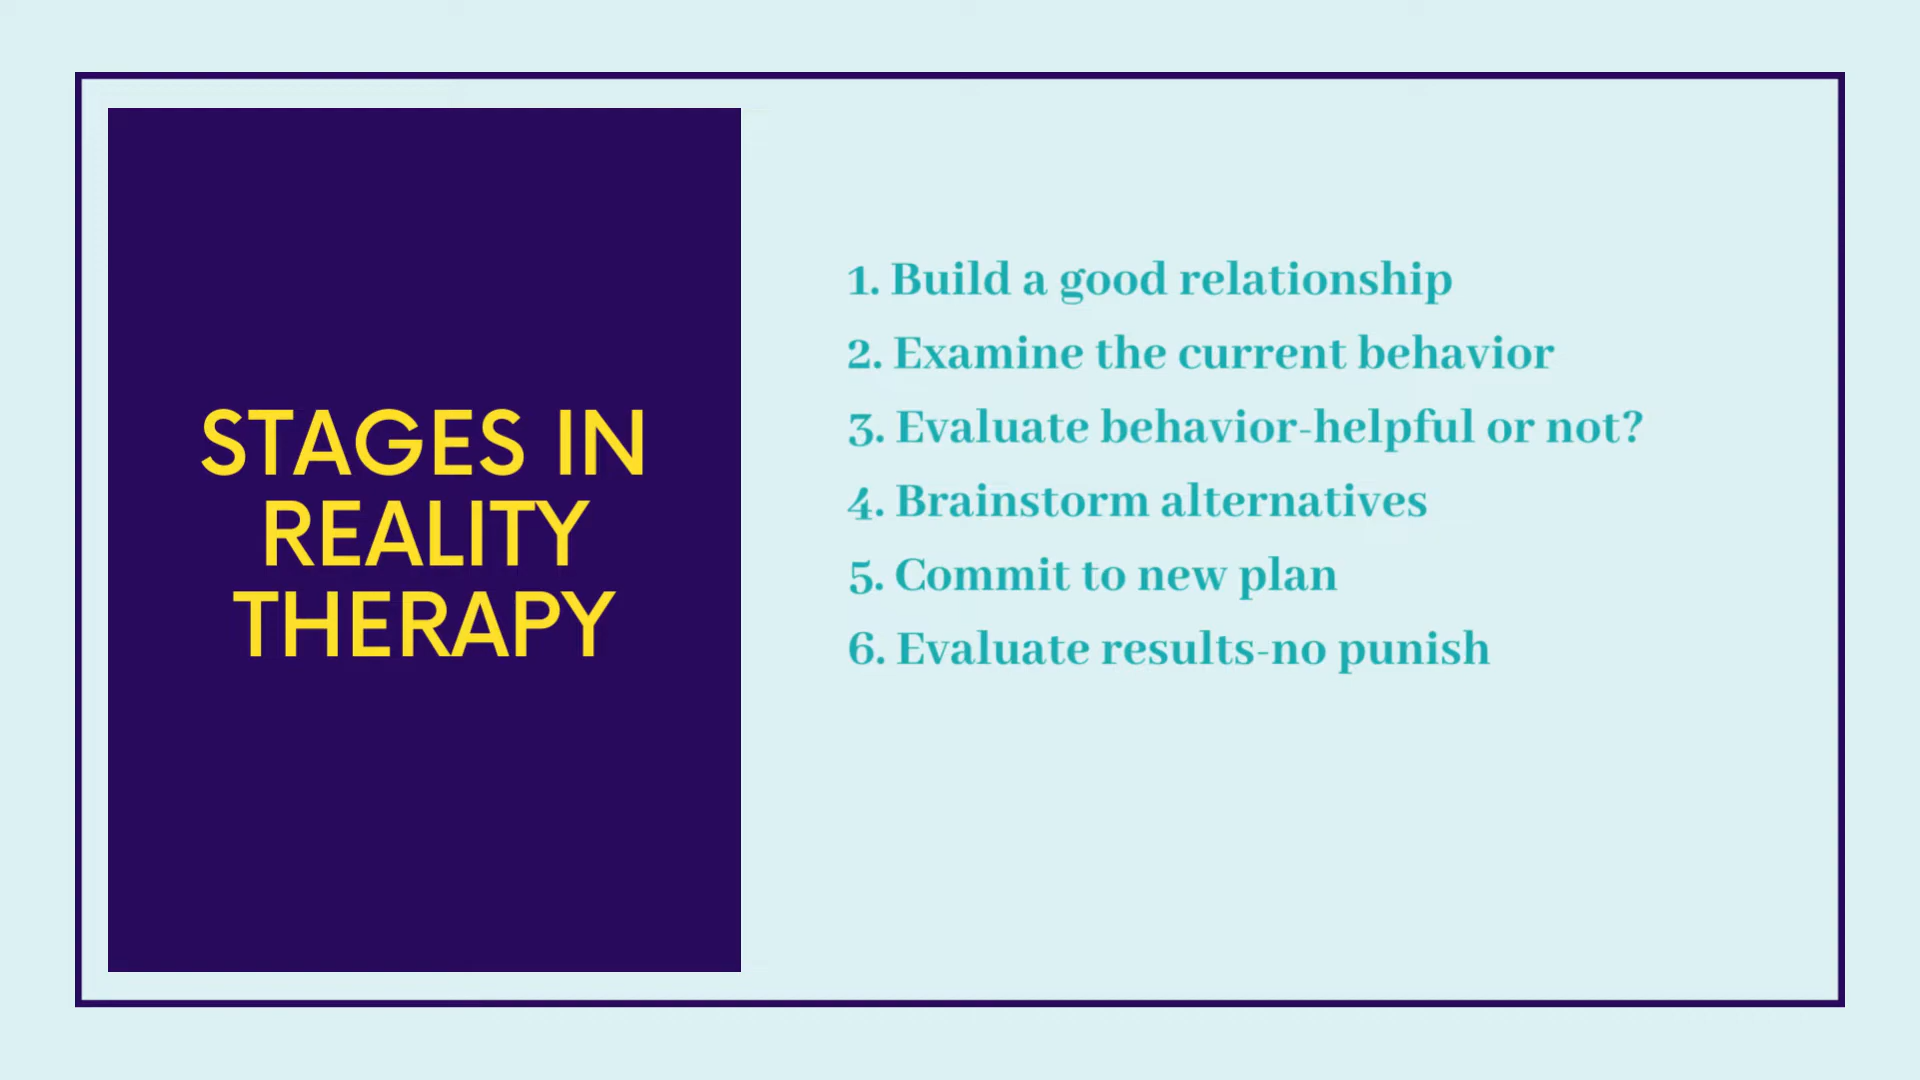 STAGES IN
REALITY
THERAPY
1. Build a good relationship
2. Examine the current behavior
3. Evaluate behavior-helpful or not?
4. Brainstorm alternatives
5. Commit to new plan
6. Evaluate results-no punish